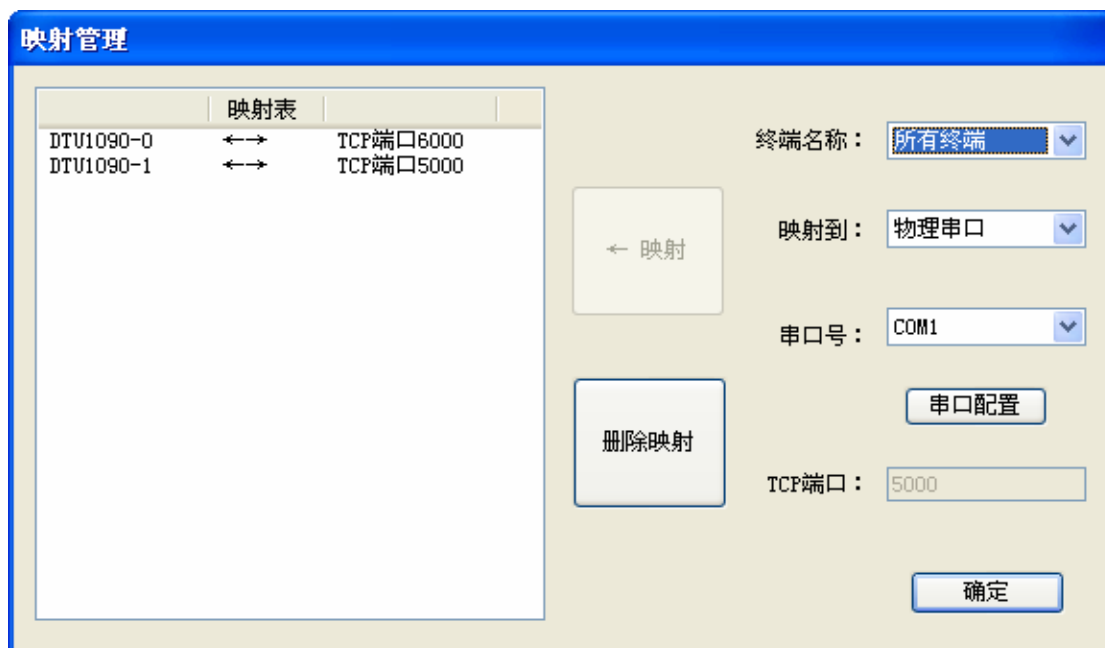 映射管理
映射表
DTU1090-0 ←→ TCP端口6000
DTU1090-1 ←→ TCP端口5000
← 映射
删除映射
终端名称： 所有终端
映射到： 物理串口
串口号： COM1
串口配置
TCP端口： 5000
确定